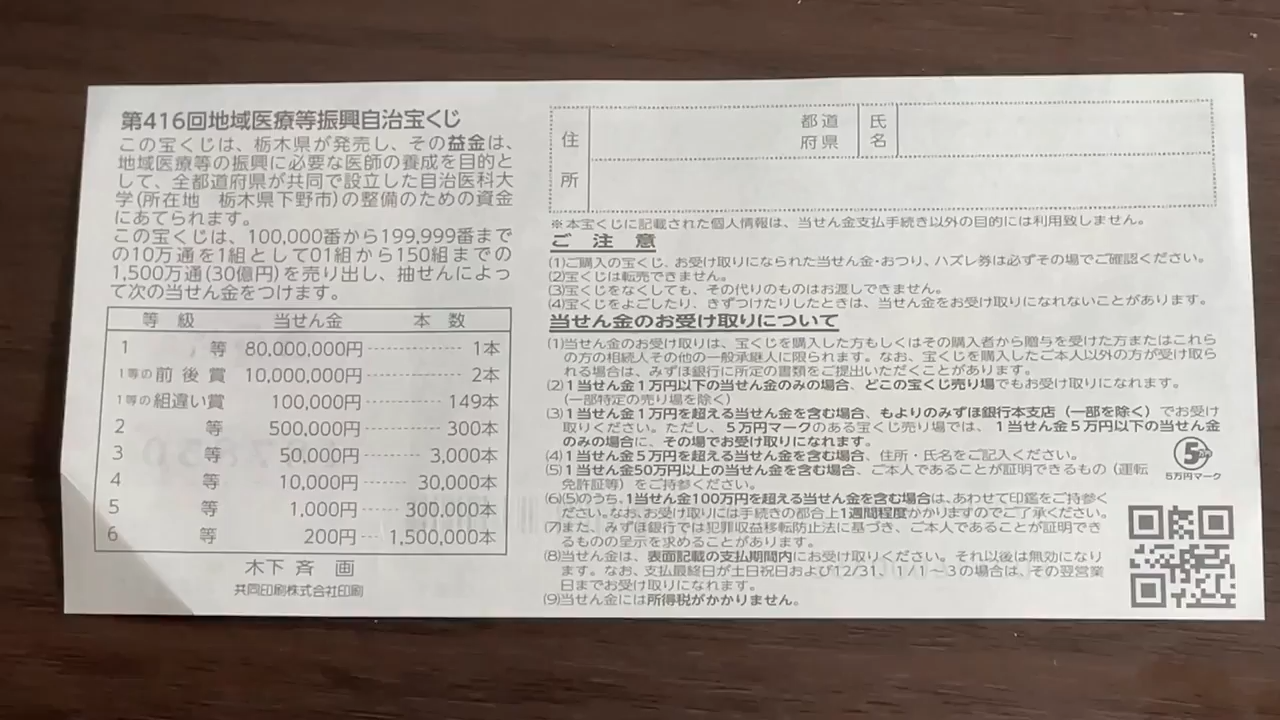 第416回地域医療等振興自治宝くじ
この宝くじは、栃木県が発売し、その益金は、
地域医療等の振興に必要な医師の養成を目的と
して、全都道府県が共同で設立した自治医科大
学(所在地　栃木県下野市)の整備のための資金
にあてられます。
この宝くじは、100,000番から199,999番まで
の10万通を1組として01組から150組までの
1,500万通(30億円)を売り出し、抽せんによっ
て次の当せん金をつけます。
等　級　当せん金　本　数
1　等　80,000,000円 ………… 1本
1等の前後賞　10,000,000円 ………… 2本
1等の組違い賞　100,000円 ………… 149本
2　等　500,000円 ………… 300本
3　等　50,000円 ………… 3,000本
4　等　10,000円 ……… 30,000本
5　等　1,000円 …… 300,000本
6　等　200円 …… 1,500,000本
木下　斉　画
共同印刷株式会社印刷
住所
都道府県
氏名
※本宝くじに記載された個人情報は、当せん金支払手続き以外の目的には利用致しません。
ご　注　意
(1)ご購入の宝くじ、お受け取りになられた当せん金・おつり、ハズレ券は必ずその場でご確認ください。
(2)宝くじは転売できません。
(3)宝くじをなくしても、その代りのものはお渡しできません。
(4)宝くじをよごしたり、きずつけたりしたときは、当せん金をお受け取りになれないことがあります。
当せん金のお受け取りについて
(1)当せん金のお受け取りは、宝くじを購入した方もしくはその購入者から贈与を受けた方またはこれら
の方の相続人その他の一般承継人に限られます。なお、宝くじを購入したご本人以外の方が受け取ら
れる場合は、みずほ銀行に所定の書類をご提出いただくことがあります。
(2)1当せん金1万円以下の当せん金のみの場合、どこの宝くじ売り場でもお受け取りになれます。
(一部特定の売り場を除く)
(3)1当せん金1万円を超える当せん金を含む場合、もよりのみずほ銀行本支店（一部を除く）でお受け
取りください。ただし、5万円マークのある宝くじ売り場では、1当せん金5万円以下の当せん金
のみの場合に、その場でお受け取りになれます。
(4)1当せん金5万円を超える当せん金を含む場合、住所・氏名をご記入ください。
(5)1当せん金50万円以上の当せん金を含む場合、ご本人であることが証明できるもの（運転
免許証等）をご持参ください。
5万円
5万円マーク
(6)(5)のうち、1当せん金100万円を超える当せん金を含む場合は、あわせて印鑑をご持参く
ださい。なお、お受け取りには手続きの都合上1週間程度かかりますのでご了承ください。
(7)また、みずほ銀行では犯罪収益移転防止法に基づき、ご本人であることが証明でき
るものの呈示を求めることがあります。
(8)当せん金は、表面記載の支払期間内にお受け取りください。それ以後は無効になり
ます。なお、支払最終日が土日祝日および12/31、1/1～3の場合は、その翌営業
日までお受け取りになれます。
(9)当せん金には所得税がかかりません。